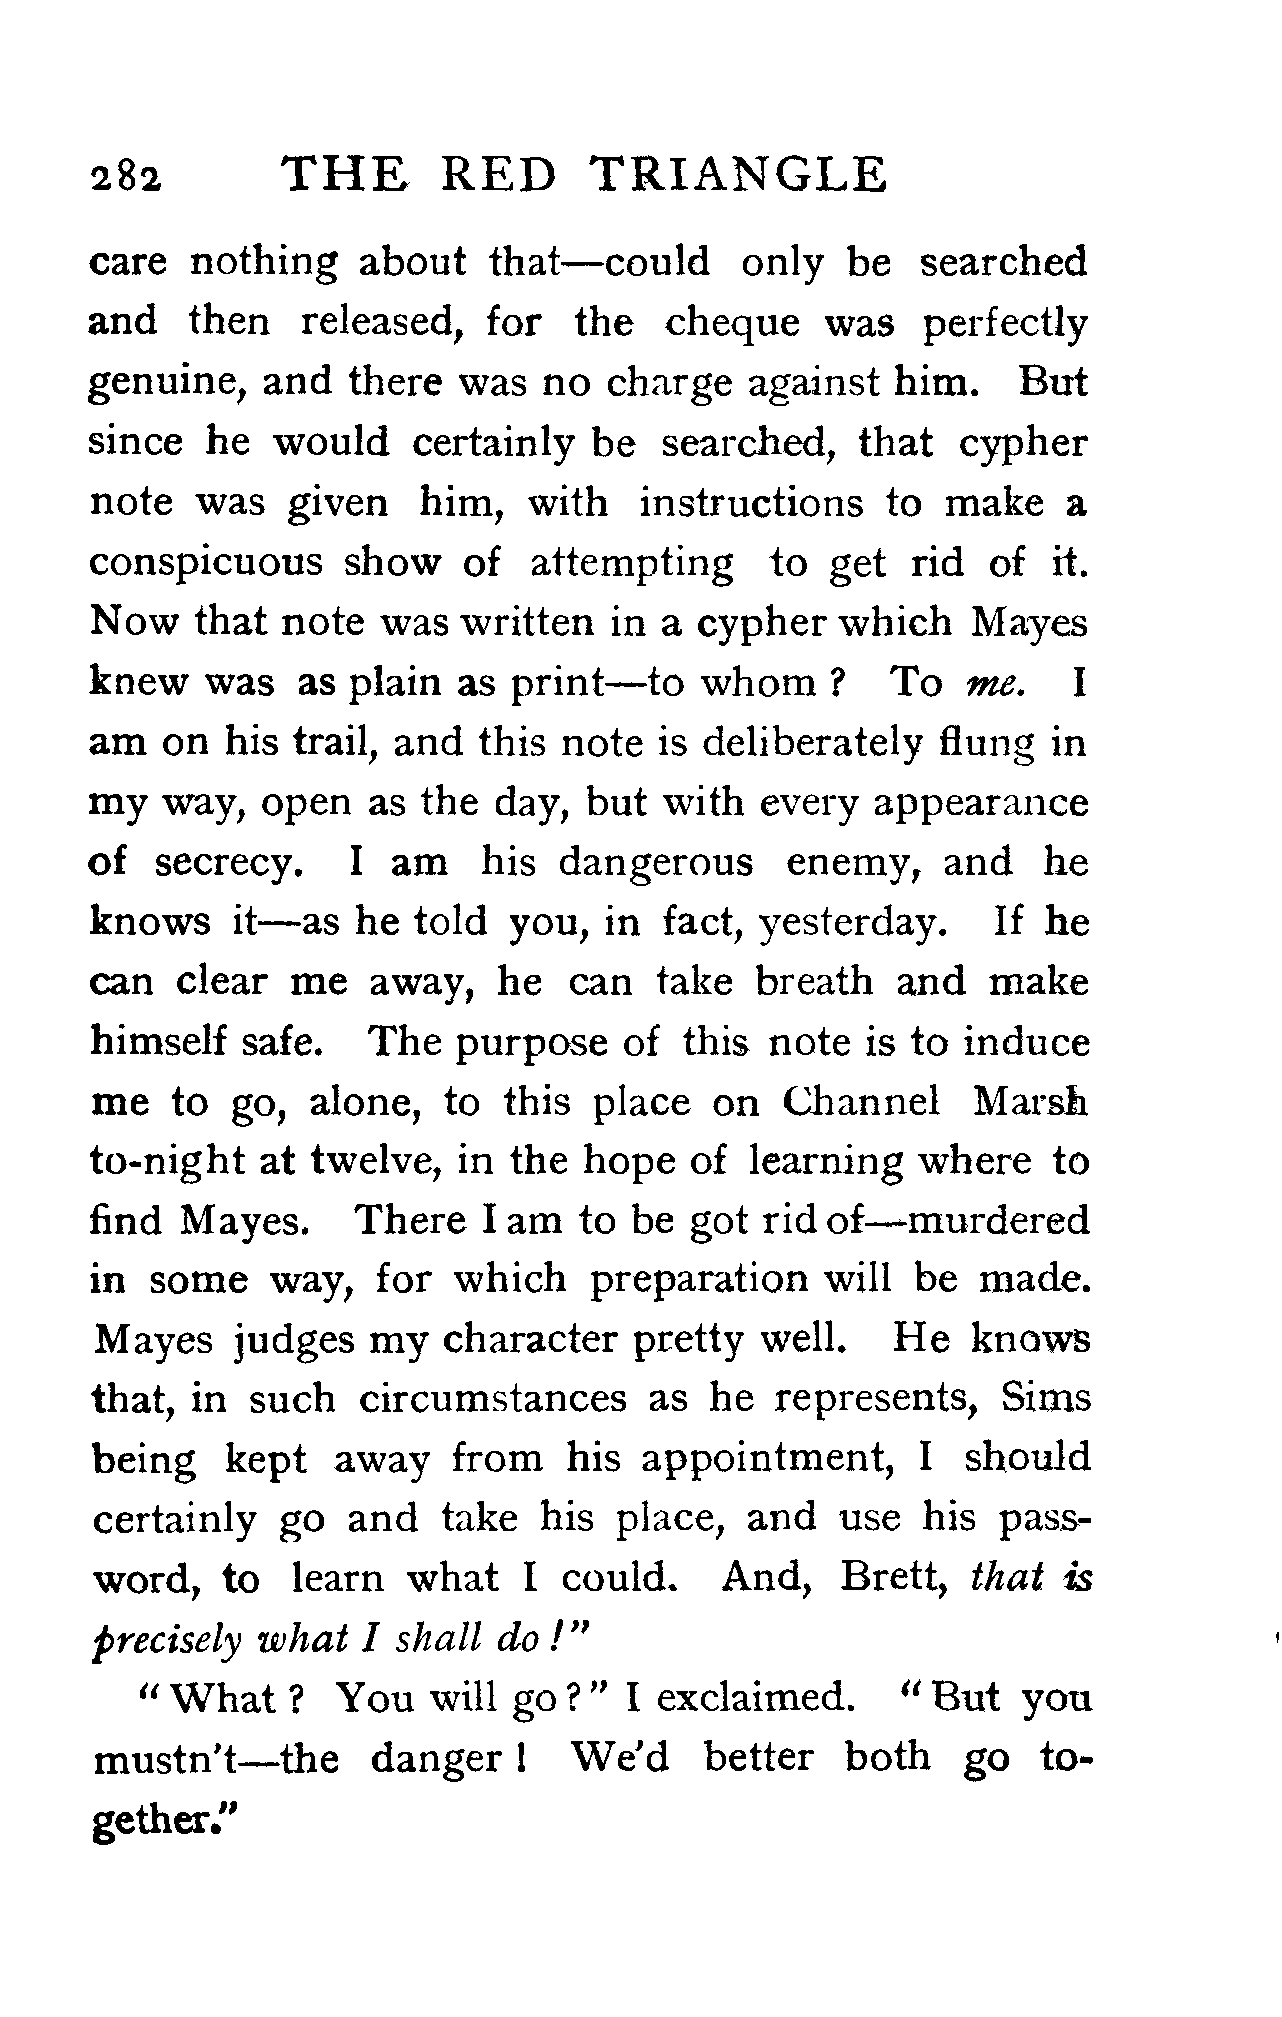 282 THE RED TRIANGLE
care nothing about that—could only be searched
and then released, for the cheque was perfectly
genuine, and there was no charge against him. But
since he would certainly be searched, that cypher
note was given him, with instructions to make a
conspicuous show of attempting to get rid of it.
Now that note was written in a cypher which Mayes
knew was as plain as print—to whom ? To me. I
am on his trail, and this note is deliberately flung in
my way, open as the day, but with every appearance
of secrecy. I am his dangerous enemy, and he
knows it—as he told you, in fact, yesterday. If he
can clear me away, he can take breath and make
himself safe. The purpose of this note is to induce
me to go, alone, to this place on Channel Marsh
to-night at twelve, in the hope of learning where to
find Mayes. There I am to be got rid of—murdered
in some way, for which preparation will be made.
Mayes judges my character pretty well. He knows
that, in such circumstances as he represents, Sims
being kept away from his appointment, I should
certainly go and take his place, and use his pass-
word, to learn what I could. And, Brett, that is
precisely what I shall do !"
"What ? You will go ?" I exclaimed. "But you
mustn't—the danger ! We'd better both go to-
gether."